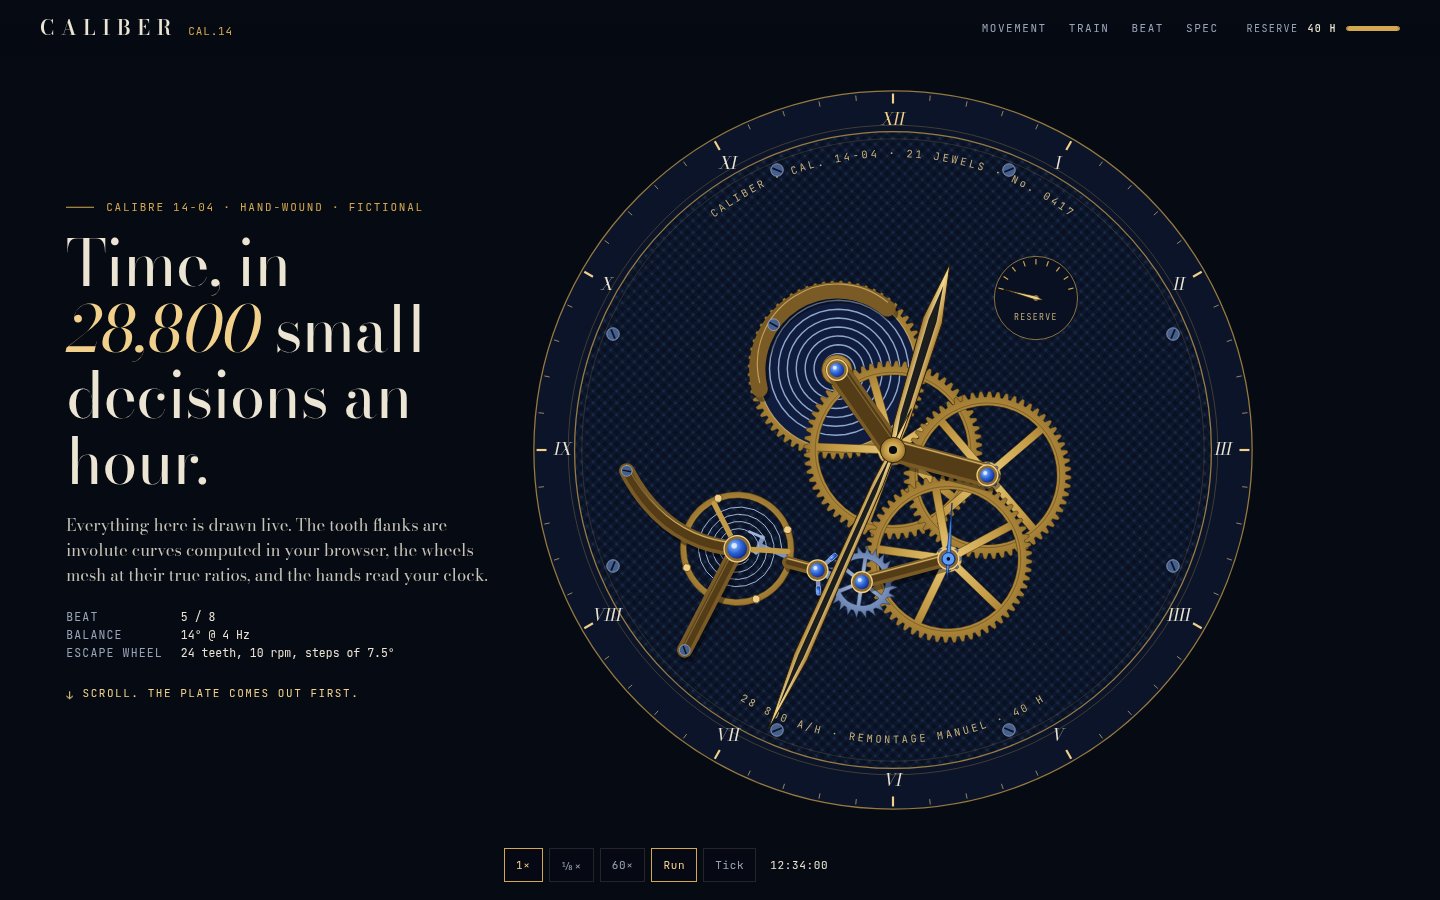 CALIBER CAL.14
MOVEMENT TRAIN BEAT SPEC RESERVE 40 H
CALIBRE 14-04 · HAND-WOUND · FICTIONAL
Time, in
28,800 small
decisions an
hour.
Everything here is drawn live. The tooth flanks are
involute curves computed in your browser, the wheels
mesh at their true ratios, and the hands read your clock.
BEAT 5 / 8
BALANCE 14° @ 4 Hz
ESCAPE WHEEL 24 teeth, 10 rpm, steps of 7.5°
↓ SCROLL. THE PLATE COMES OUT FIRST.
XII
I
II
III
IIII
V
VI
VII
VIII
IX
X
XI
CALIBER · CAL. 14-04 · 21 JEWELS · No. 0417
RESERVE
28 800 A/H · REMONTAGE MANUEL · 40 H
1× ⅛× 60× Run Tick 12:34:00